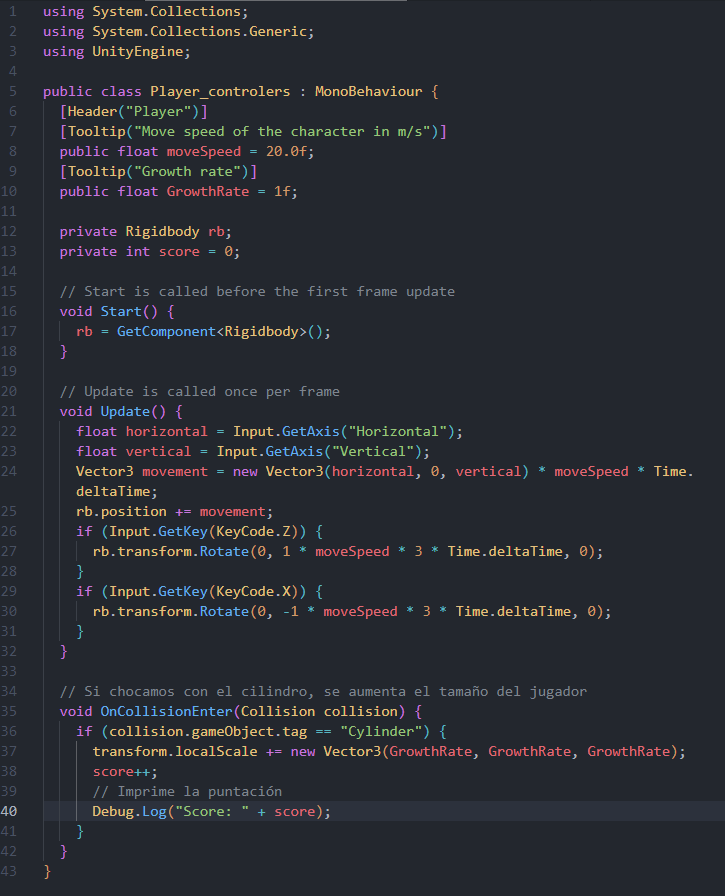 1 using System.Collections;
2 using System.Collections.Generic;
3 using UnityEngine;
4
5 public class Player_controlers : MonoBehaviour {
6   [Header("Player")]
7   [Tooltip("Move speed of the character in m/s")]
8   public float moveSpeed = 20.0f;
9   [Tooltip("Growth rate")]
10   public float GrowthRate = 1f;
11
12   private Rigidbody rb;
13   private int score = 0;
14
15   // Start is called before the first frame update
16   void Start() {
17     rb = GetComponent<Rigidbody>();
18   }
19
20   // Update is called once per frame
21   void Update() {
22     float horizontal = Input.GetAxis("Horizontal");
23     float vertical = Input.GetAxis("Vertical");
24     Vector3 movement = new Vector3(horizontal, 0, vertical) * moveSpeed * Time.
    deltaTime;
25     rb.position += movement;
26     if (Input.GetKey(KeyCode.Z)) {
27       rb.transform.Rotate(0, 1 * moveSpeed * 3 * Time.deltaTime, 0);
28     }
29     if (Input.GetKey(KeyCode.X)) {
30       rb.transform.Rotate(0, -1 * moveSpeed * 3 * Time.deltaTime, 0);
31     }
32   }
33
34   // Si chocamos con el cilindro, se aumenta el tamaño del jugador
35   void OnCollisionEnter(Collision collision) {
36     if (collision.gameObject.tag == "Cylinder") {
37       transform.localScale += new Vector3(GrowthRate, GrowthRate, GrowthRate);
38       score++;
39       // Imprime la puntación
40       Debug.Log("Score: " + score);
41     }
42   }
43 }